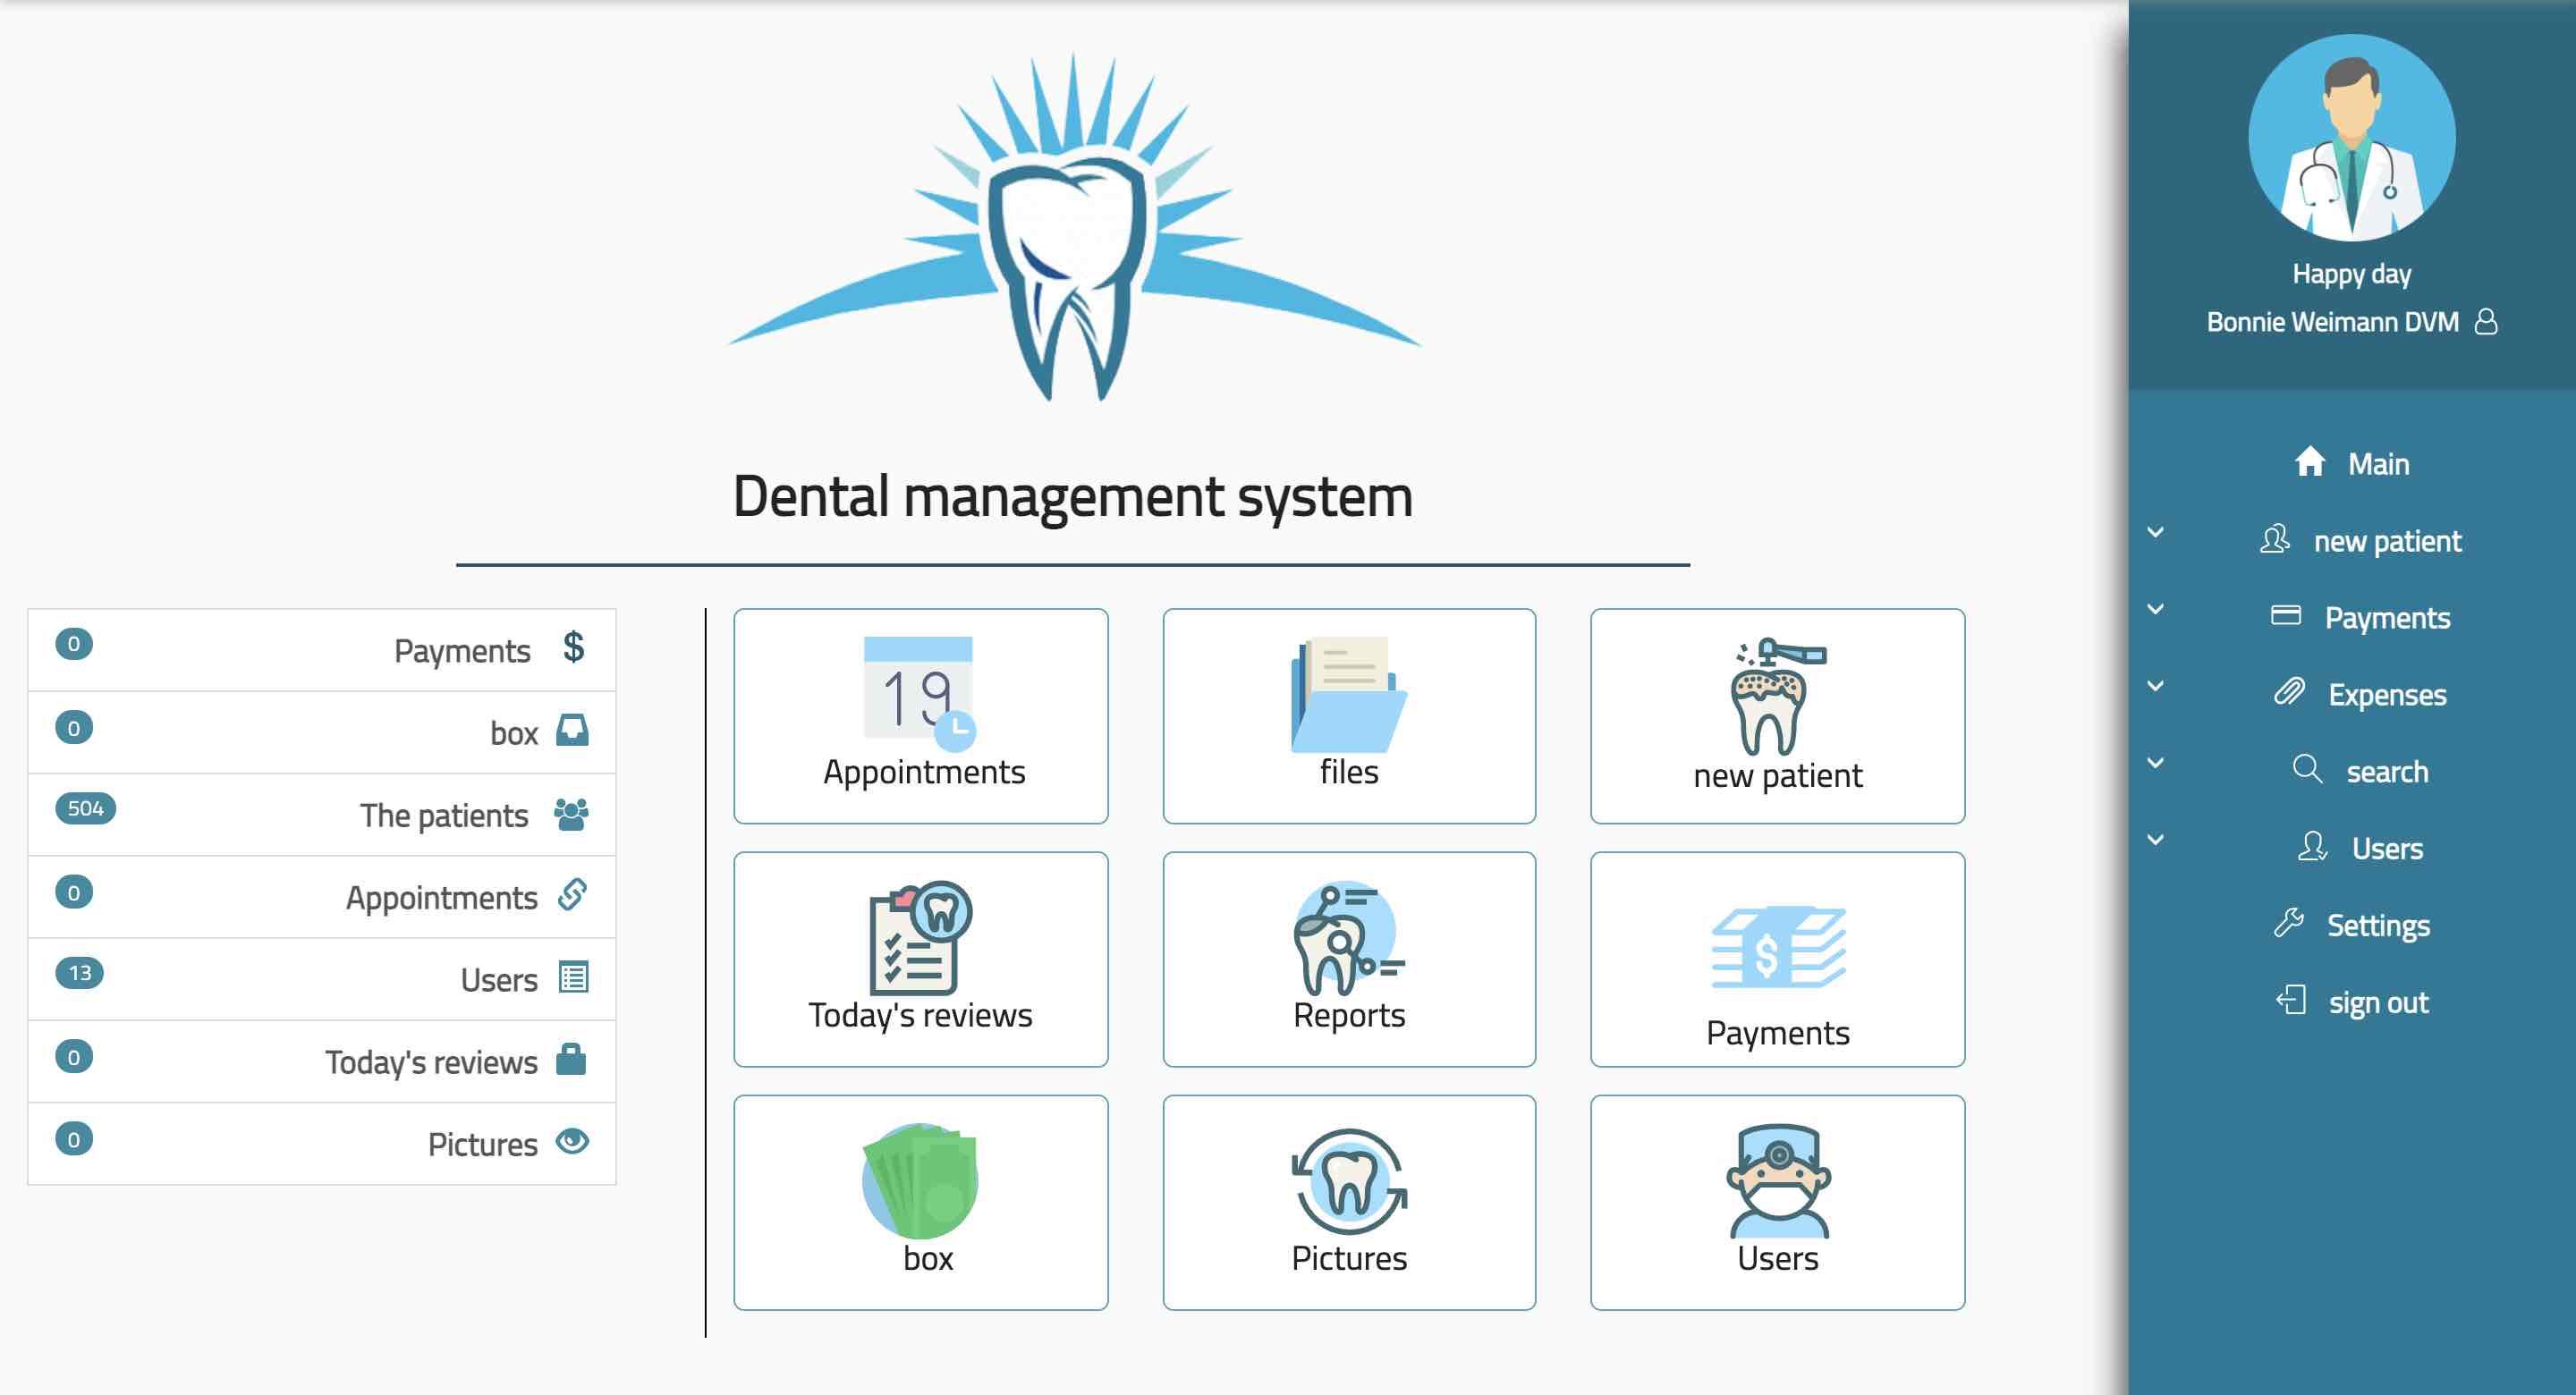 Dental management system
0 Payments $
0 box
504 The patients
0 Appointments
13 Users
0 Today's reviews
0 Pictures
19
Appointments
files
new patient
Today's reviews
Reports
$
Payments
box
Pictures
Users
Happy day
Bonnie Weimann DVM
Main
new patient
Payments
Expenses
search
Users
Settings
sign out